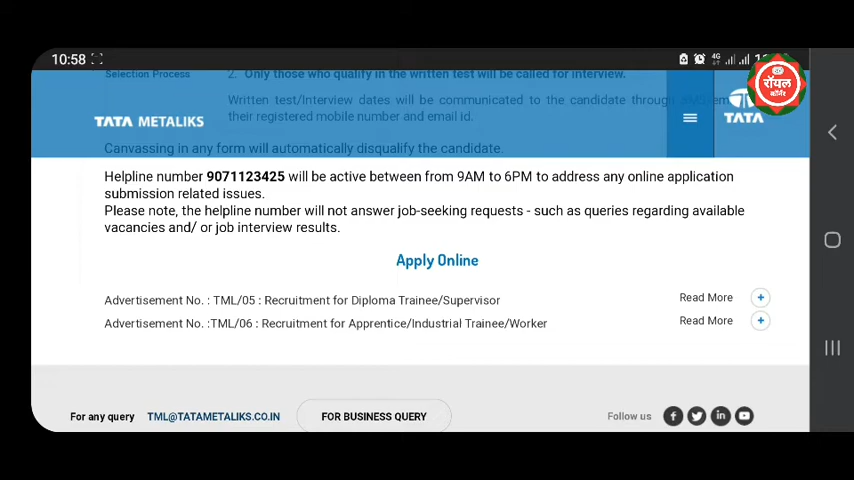 10:58
4G
रॉयल
कॉर्नर
Selection Process
2. Only those who qualify in the written test will be called for interview.
Written test/Interview dates will be communicated to the candidate through
their registered mobile number and email id.
TATA METALIKS
TATA
Canvassing in any form will automatically disqualify the candidate.
Helpline number 9071123425 will be active between from 9AM to 6PM to address any online application
submission related issues.
Please note, the helpline number will not answer job-seeking requests - such as queries regarding available
vacancies and/ or job interview results.
Apply Online
Advertisement No. : TML/05 : Recruitment for Diploma Trainee/Supervisor Read More +
Advertisement No. :TML/06 : Recruitment for Apprentice/Industrial Trainee/Worker Read More +
For any query TML@TATAMETALIKS.CO.IN FOR BUSINESS QUERY Follow us